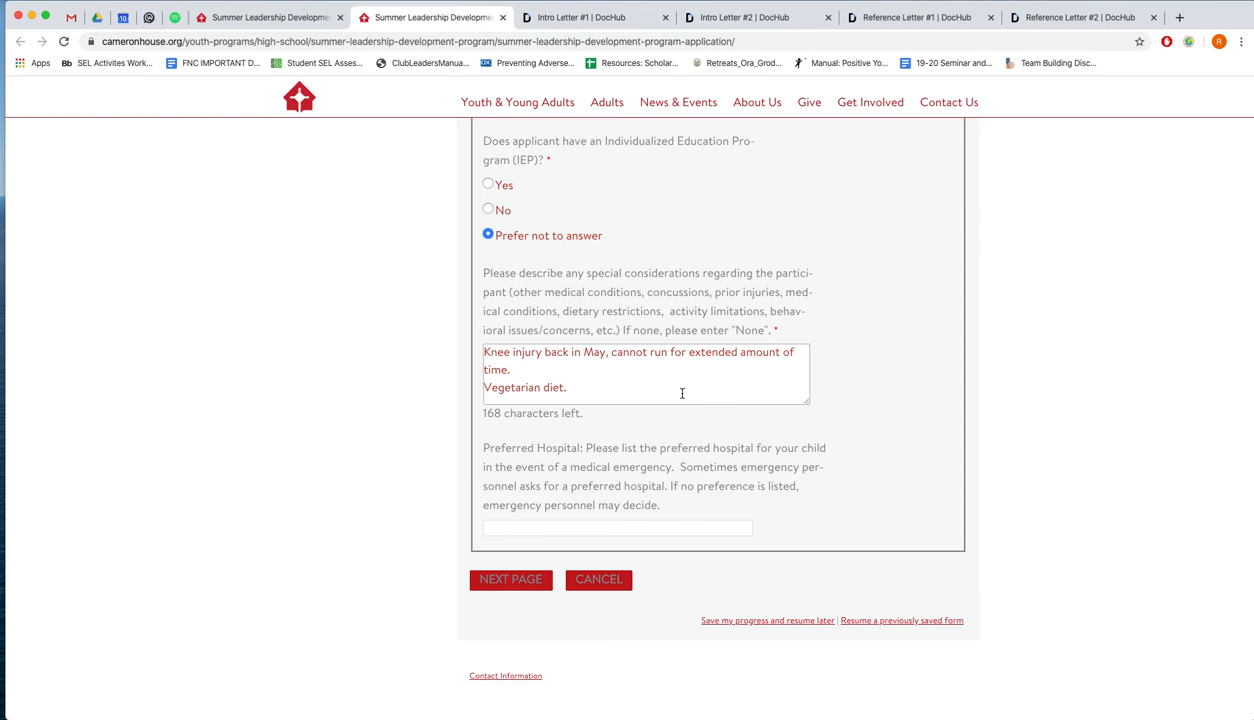 Summer Leadership Developme
Summer Leadership Developme
Intro Letter #1 | DocHub
Intro Letter #2 | DocHub
Reference Letter #1 | DocHub
Reference Letter #2 | DocHub
cameronhouse.org/youth-programs/high-school/summer-leadership-development-program/summer-leadership-development-program-application/
R
Apps
Bb SEL Activites Work...
FNC IMPORTANT D...
Student SEL Asses...
ClubLeadersManua...
Preventing Adverse...
Resources: Scholar...
Retreats_Ora_Grod...
Manual: Positive Yo...
19-20 Seminar and...
Team Building Disc...
Youth & Young Adults
Adults
News & Events
About Us
Give
Get Involved
Contact Us
Does applicant have an Individualized Education Pro-
gram (IEP)? *
Yes
No
Prefer not to answer
Please describe any special considerations regarding the partici-
pant (other medical conditions, concussions, prior injuries, med-
ical conditions, dietary restrictions, activity limitations, behav-
ioral issues/concerns, etc.) If none, please enter "None". *
Knee injury back in May, cannot run for extended amount of
time.
Vegetarian diet.
168 characters left.
Preferred Hospital: Please list the preferred hospital for your child
in the event of a medical emergency. Sometimes emergency per-
sonnel asks for a preferred hospital. If no preference is listed,
emergency personnel may decide.
NEXT PAGE
CANCEL
Save my progress and resume later | Resume a previously saved form
Contact Information